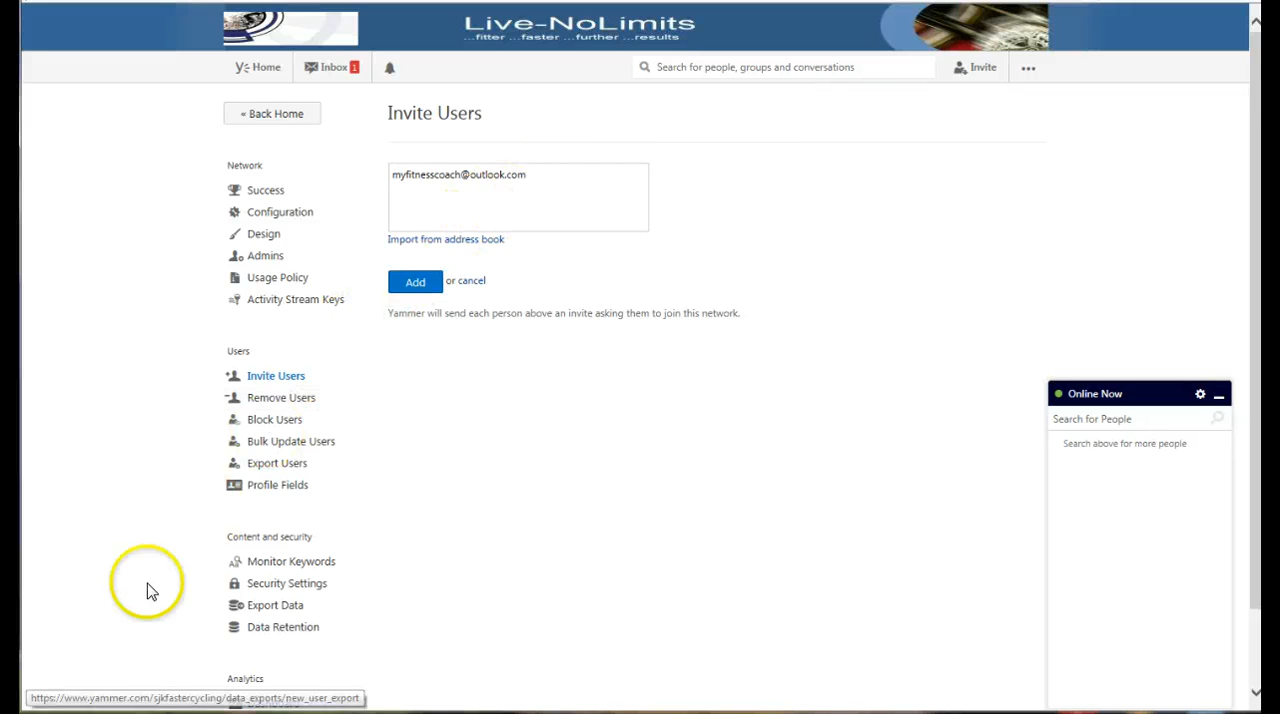 Live-NoLimits
...fitter ...faster ...further ...results
Home
Inbox 1
Search for people, groups and conversations
Invite
« Back Home
Invite Users
Network
Success
Configuration
Design
Admins
Usage Policy
Activity Stream Keys
myfitnesscoach@outlook.com
Import from address book
Add or cancel
Yammer will send each person above an invite asking them to join this network.
Users
Invite Users
Remove Users
Block Users
Bulk Update Users
Export Users
Profile Fields
Content and security
Monitor Keywords
Security Settings
Export Data
Data Retention
Analytics
Online Now
Search for People
Search above for more people
https://www.yammer.com/sjkfastercycling/data_exports/new_user_export